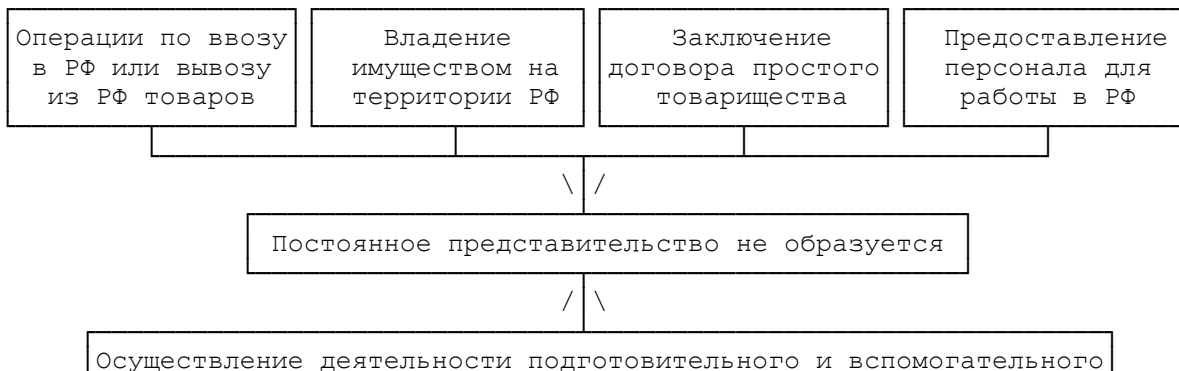 Операции по ввозу
в РФ или вывозу
из РФ товаров
Владение
имуществом на
территории РФ
Заключение
договора простого
товарищества
Предоставление
персонала для
работы в РФ
Постоянное представительство не образуется
Осуществление деятельности подготовительного и вспомогательного